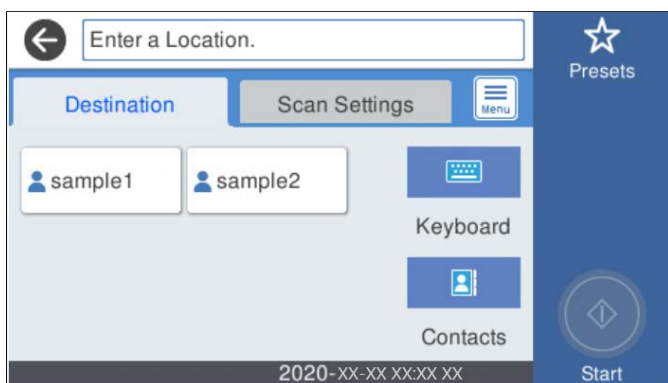 Enter a Location.
Presets
Destination
Scan Settings
Menu
sample1
sample2
Keyboard
Contacts
2020-XX-XX XX:XX XX
Start